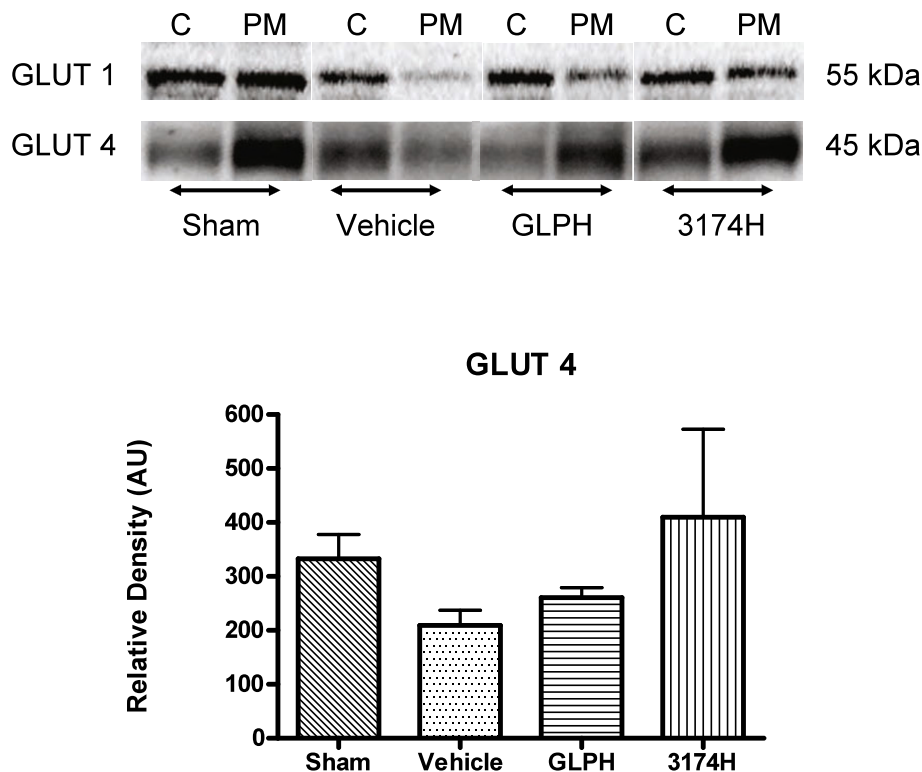 C PM C PM C PM C PM
GLUT 1 55 kDa
GLUT 4 45 kDa
Sham Vehicle GLPH 3174H
GLUT 4
Relative Density (AU)
600
500
400
300
200
100
0
Sham Vehicle GLPH 3174H